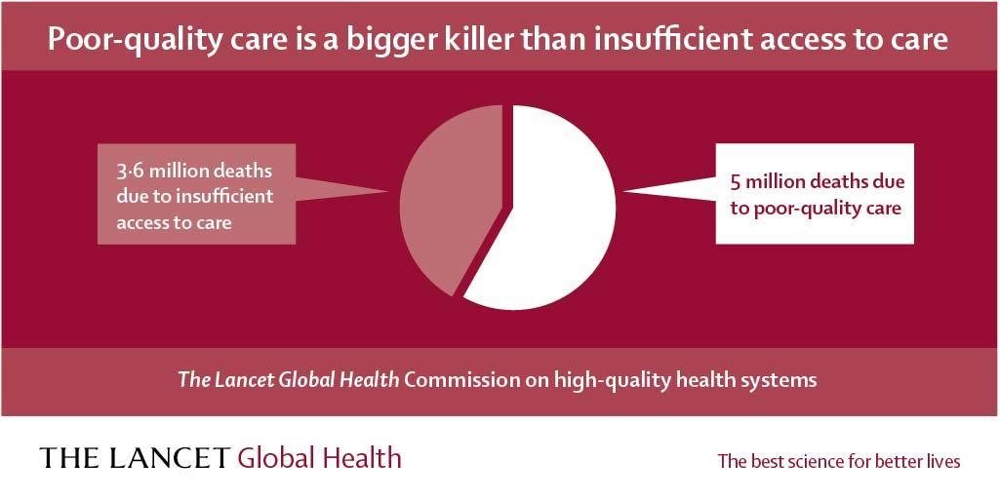 Poor-quality care is a bigger killer than insufficient access to care
3·6 million deaths
due to insufficient
access to care
5 million deaths due
to poor-quality care
The Lancet Global Health Commission on high-quality health systems
THE LANCET Global Health
The best science for better lives